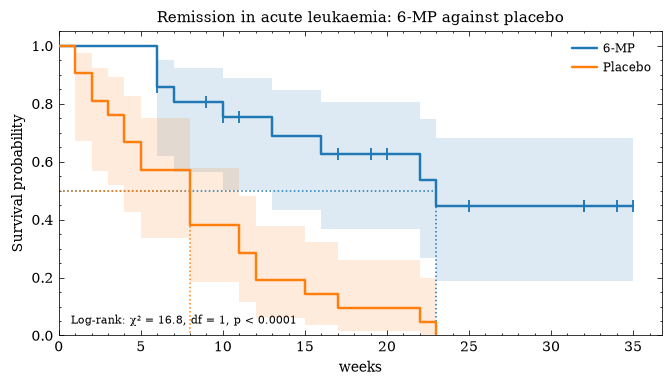 Remission in acute leukaemia: 6-MP against placebo
6-MP
Placebo
Survival probability
1.0
0.8
0.6
0.4
0.2
0.0
Log-rank: χ² = 16.8, df = 1, p < 0.0001
0 5 10 15 20 25 30 35
weeks